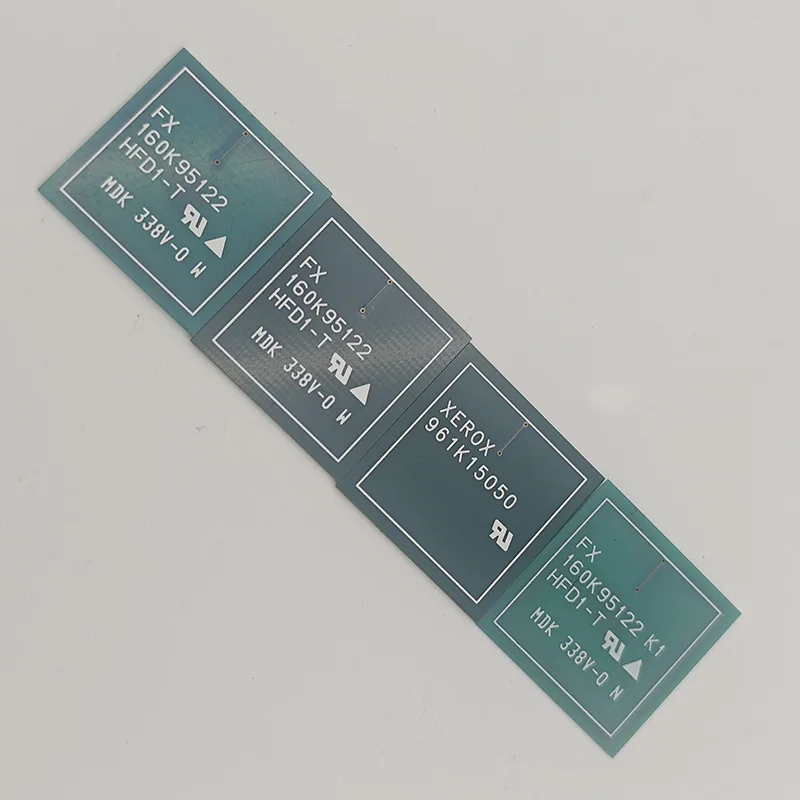 FX
160K95122
HFD1-T
MDK 338V-0 W
FX
160K95122
HFD1-T
MDK 338V-0 W
XEROX
961K15050
FX
160K95122 K1
HFD1-T
MDK 338V-0 N